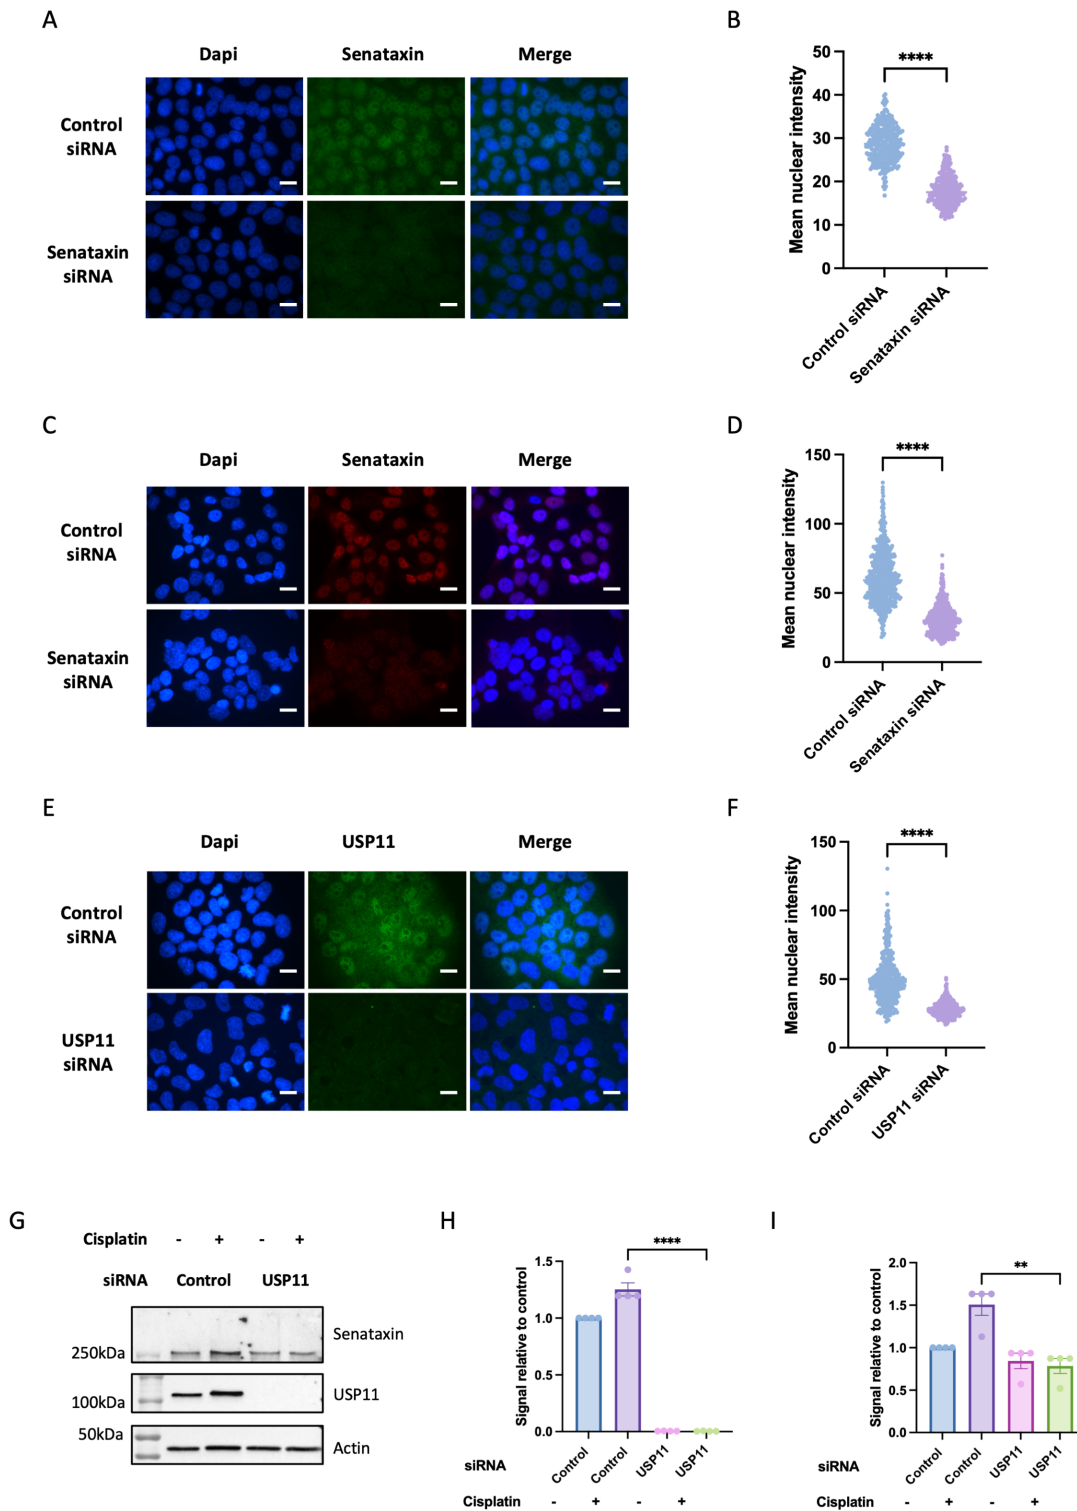 A
Dapi Senataxin Merge
Control
siRNA
Senataxin
siRNA
B
Mean nuclear intensity
50
40
30
20
10
0
****
Control siRNA
Senataxin siRNA
C
Dapi Senataxin Merge
Control
siRNA
Senataxin
siRNA
D
Mean nuclear intensity
150
100
50
0
****
Control siRNA
Senataxin siRNA
E
Dapi USP11 Merge
Control
siRNA
USP11
siRNA
F
Mean nuclear intensity
150
100
50
0
****
Control siRNA
USP11 siRNA
G
Cisplatin - + - +
siRNA Control USP11
250kDa Senataxin
100kDa USP11
50kDa Actin
H
Signal relative to control
1.5
1.0
0.5
0.0
****
siRNA Control Control USP11 USP11
Cisplatin - + - +
I
Signal relative to control
2.0
1.5
1.0
0.5
0.0
**
siRNA Control Control USP11 USP11
Cisplatin - + - +